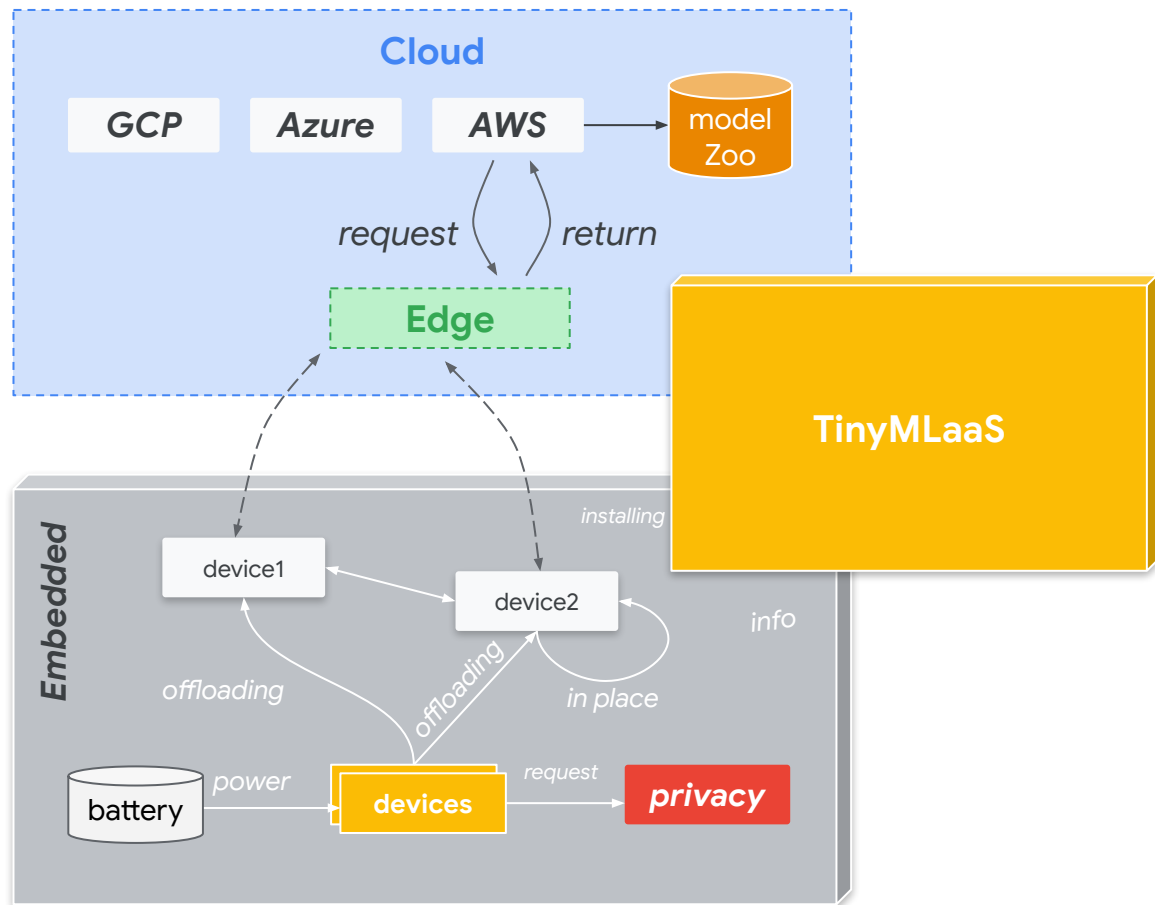 Cloud
GCP
Azure
AWS
model
Zoo
request
return
Edge
TinyMLaaS
Embedded
installing
device1
device2
info
offloading
offloading
in place
battery
power
devices
request
privacy